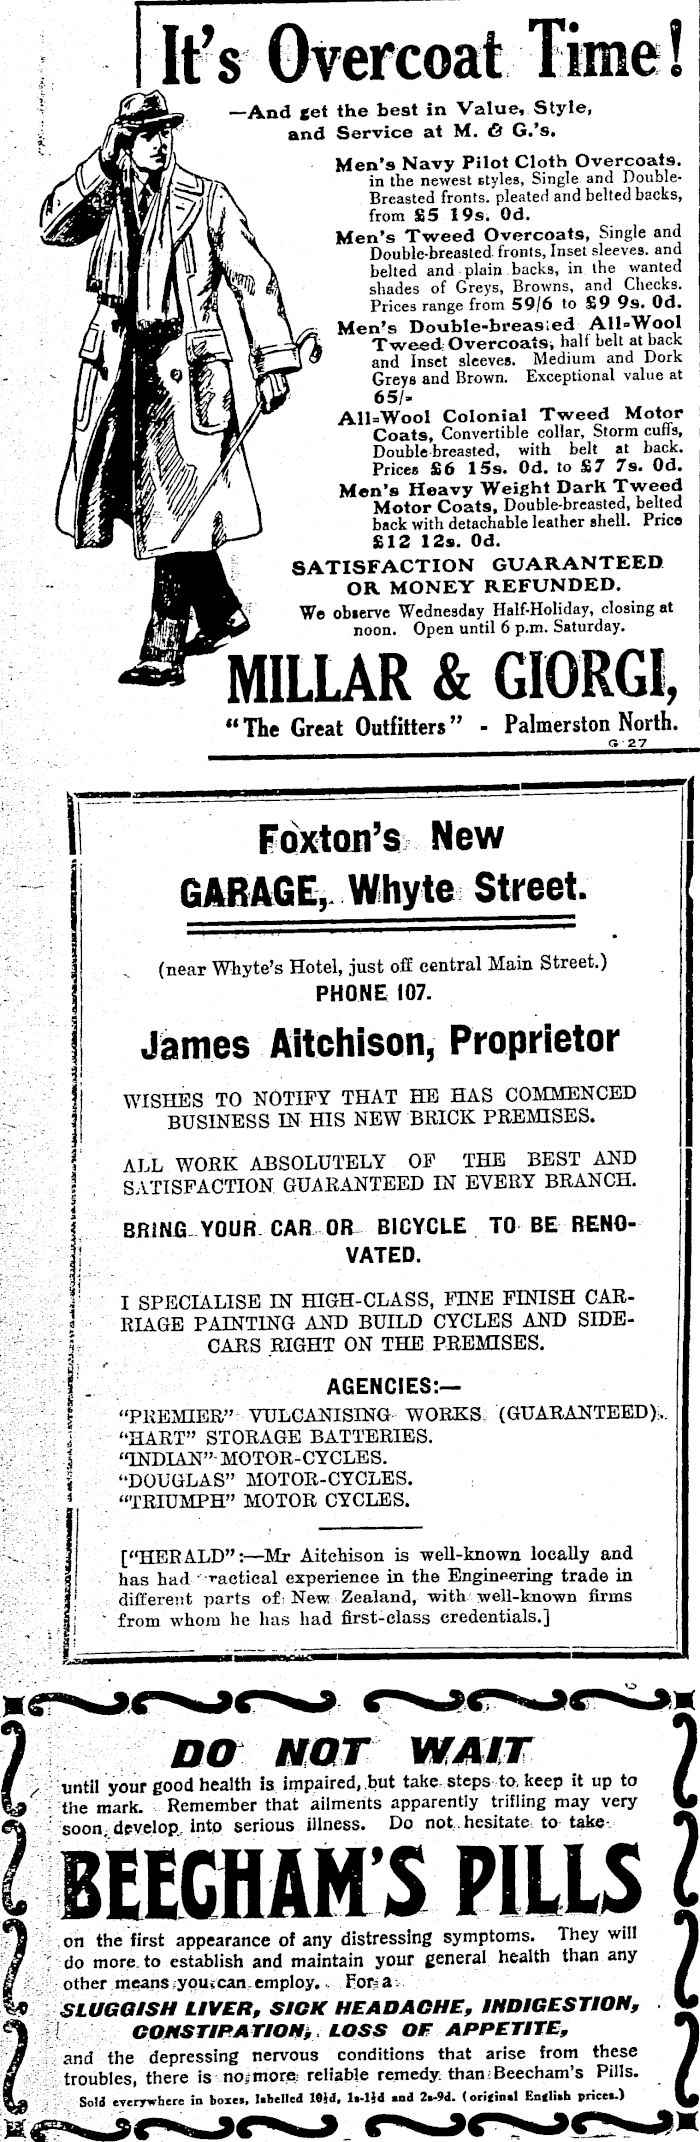 It's Overcoat Time!
—And get the best in Value, Style,
and Service at M. & G.'s.
Men's Navy Pilot Cloth Overcoats.
in the newest styles, Single and Double-
Breasted fronts. pleated and belted backs,
from £5 19s. 0d.
Men's Tweed Overcoats, Single and
Double-breasted fronts, Inset sleeves. and
belted and plain backs, in the wanted
shades of Greys, Browns, and Checks.
Prices range from 59/6 to £9 9s. 0d.
Men's Double-breasted All-Wool
Tweed Overcoats, half belt at back
and Inset sleeves. Medium and Dork
Greys and Brown. Exceptional value at
65/-
All-Wool Colonial Tweed Motor
Coats, Convertible collar, Storm cuffs,
Double-breasted, with belt at back.
Prices £6 15s. 0d. to £7 7s. 0d.
Men's Heavy Weight Dark Tweed
Motor Coats, Double-breasted, belted
back with detachable leather shell. Price
£12 12s. 0d.
SATISFACTION GUARANTEED
OR MONEY REFUNDED.
We observe Wednesday Half-Holiday, closing at
noon. Open until 6 p.m. Saturday.
MILLAR & GIORGI,
"The Great Outfitters" - Palmerston North.
G 27
Foxton's New
GARAGE, Whyte Street.
(near Whyte's Hotel, just off central Main Street.)
PHONE 107.
James Aitchison, Proprietor
WISHES TO NOTIFY THAT HE HAS COMMENCED
BUSINESS IN HIS NEW BRICK PREMISES.
ALL WORK ABSOLUTELY OF THE BEST AND
SATISFACTION GUARANTEED IN EVERY BRANCH.
BRING YOUR CAR OR BICYCLE TO BE RENO-
VATED.
I SPECIALISE IN HIGH-CLASS, FINE FINISH CAR-
RIAGE PAINTING AND BUILD CYCLES AND SIDE-
CARS RIGHT ON THE PREMISES.
AGENCIES:—
"PREMIER" VULCANISING WORKS (GUARANTEED).
"HART" STORAGE BATTERIES.
"INDIAN" MOTOR-CYCLES.
"DOUGLAS" MOTOR-CYCLES.
"TRIUMPH" MOTOR CYCLES.
["HERALD":—Mr Aitchison is well-known locally and
has had practical experience in the Engineering trade in
different parts of New Zealand, with well-known firms
from whom he has had first-class credentials.]
DO NOT WAIT
until your good health is impaired, but take steps to keep it up to
the mark. Remember that ailments apparently trifling may very
soon develop into serious illness. Do not hesitate to take
BEECHAM'S PILLS
on the first appearance of any distressing symptoms. They will
do more to establish and maintain your general health than any
other means you can employ. For a
SLUGGISH LIVER, SICK HEADACHE, INDIGESTION,
CONSTIPATION, LOSS OF APPETITE,
and the depressing nervous conditions that arise from these
troubles, there is no more reliable remedy than Beecham's Pills.
Sold everywhere in boxes, labelled 10½d, 1s-1½d and 2s-9d. (original English prices.)